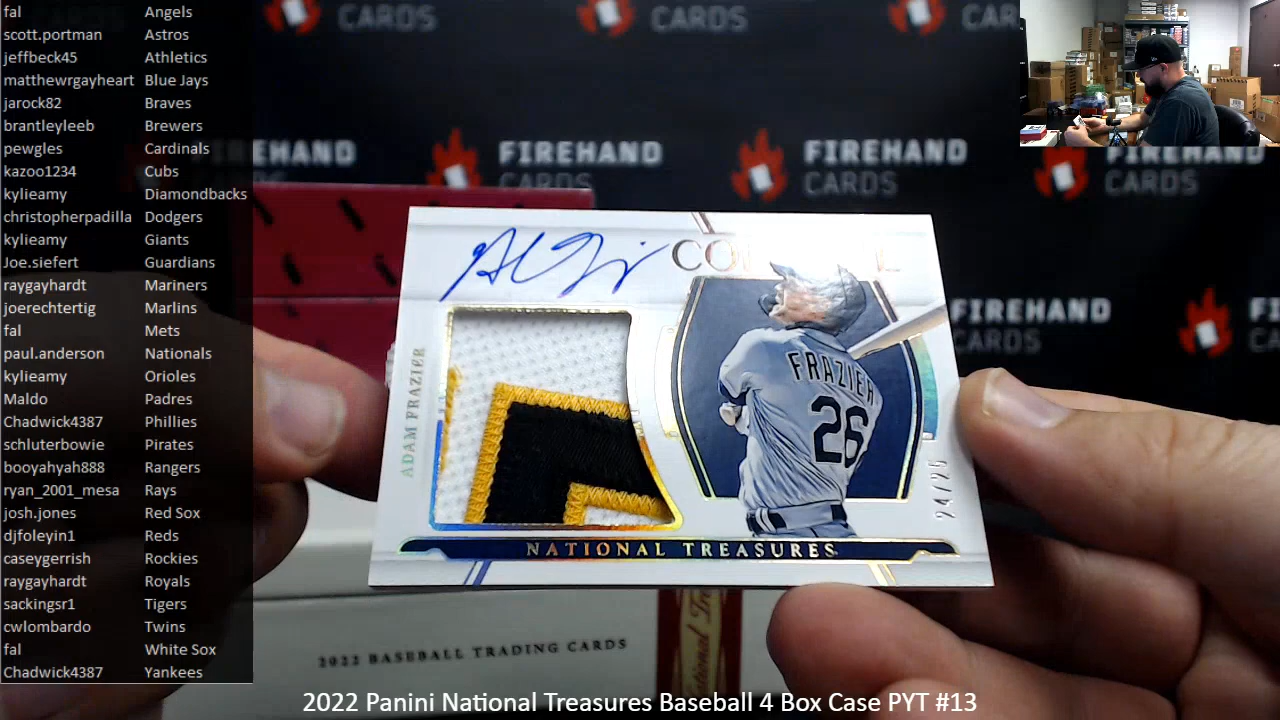 fal Angels
scott.portman Astros
jeffbeck45 Athletics
matthewrgayheart Blue Jays
jarock82 Braves
brantleyleeb Brewers
pewgles Cardinals
kazoo1234 Cubs
kylieamy Diamondbacks
christopherpadilla Dodgers
kylieamy Giants
Joe.siefert Guardians
raygayhardt Mariners
joerechtertig Marlins
fal Mets
paul.anderson Nationals
kylieamy Orioles
Maldo Padres
Chadwick4387 Phillies
schluterbowie Pirates
booyahyah888 Rangers
ryan_2001_mesa Rays
josh.jones Red Sox
djfoleyin1 Reds
caseygerrish Rockies
raygayhardt Royals
sackingsr1 Tigers
cwlombardo Twins
fal White Sox
Chadwick4387 Yankees
CARDS
CARDS
FIREHAND
CARDS
FIREHAND
CARDS
FIREHAND
CARDS
CARDS
ADAM FRAZIER
FRAZIER
26
24/25
NATIONAL TREASURES
2022 BASEBALL TRADING CARDS
2022 Panini National Treasures Baseball 4 Box Case PYT #13